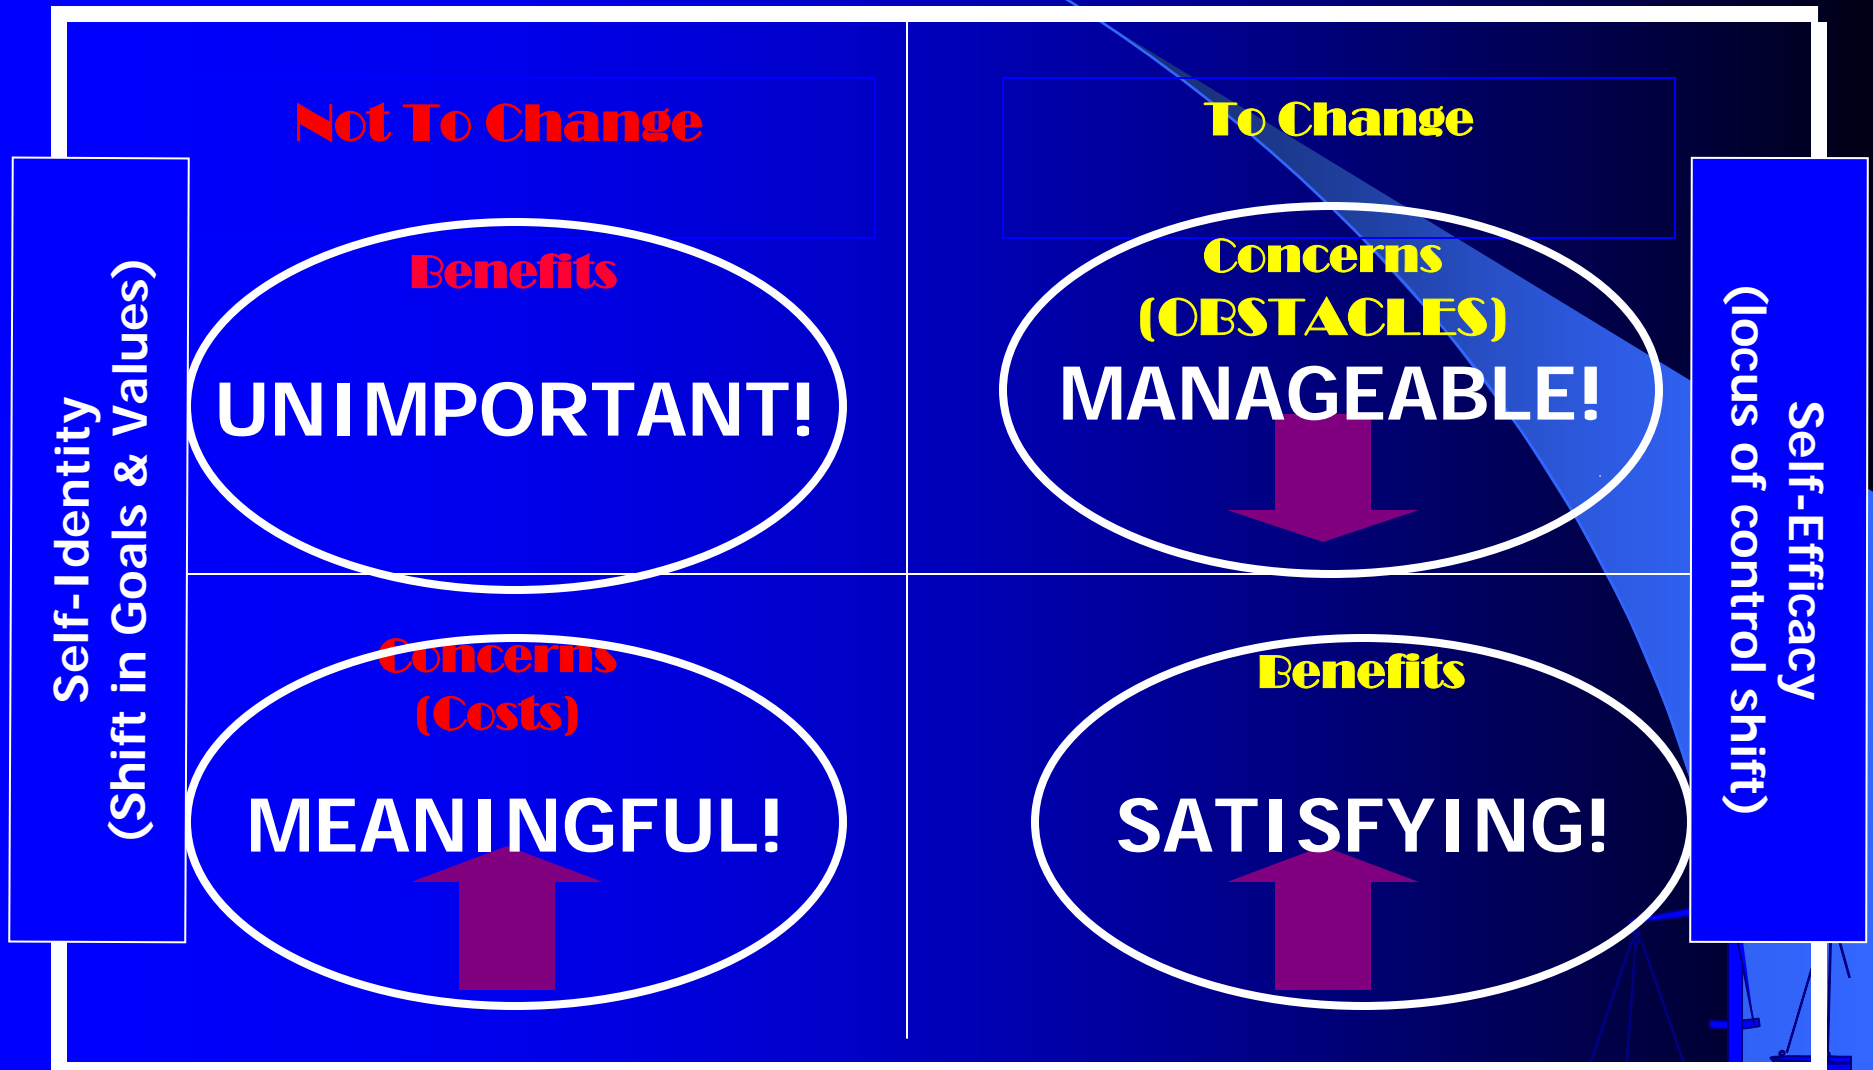 Not To Change
To Change
Benefits
UNIMPORTANT!
Concerns
(OBSTACLES)
MANAGEABLE!
Concerns
(Costs)
MEANINGFUL!
Benefits
SATISFYING!
Self-Identity
(Shift in Goals & Values)
Self-Efficacy
(locus of control shift)